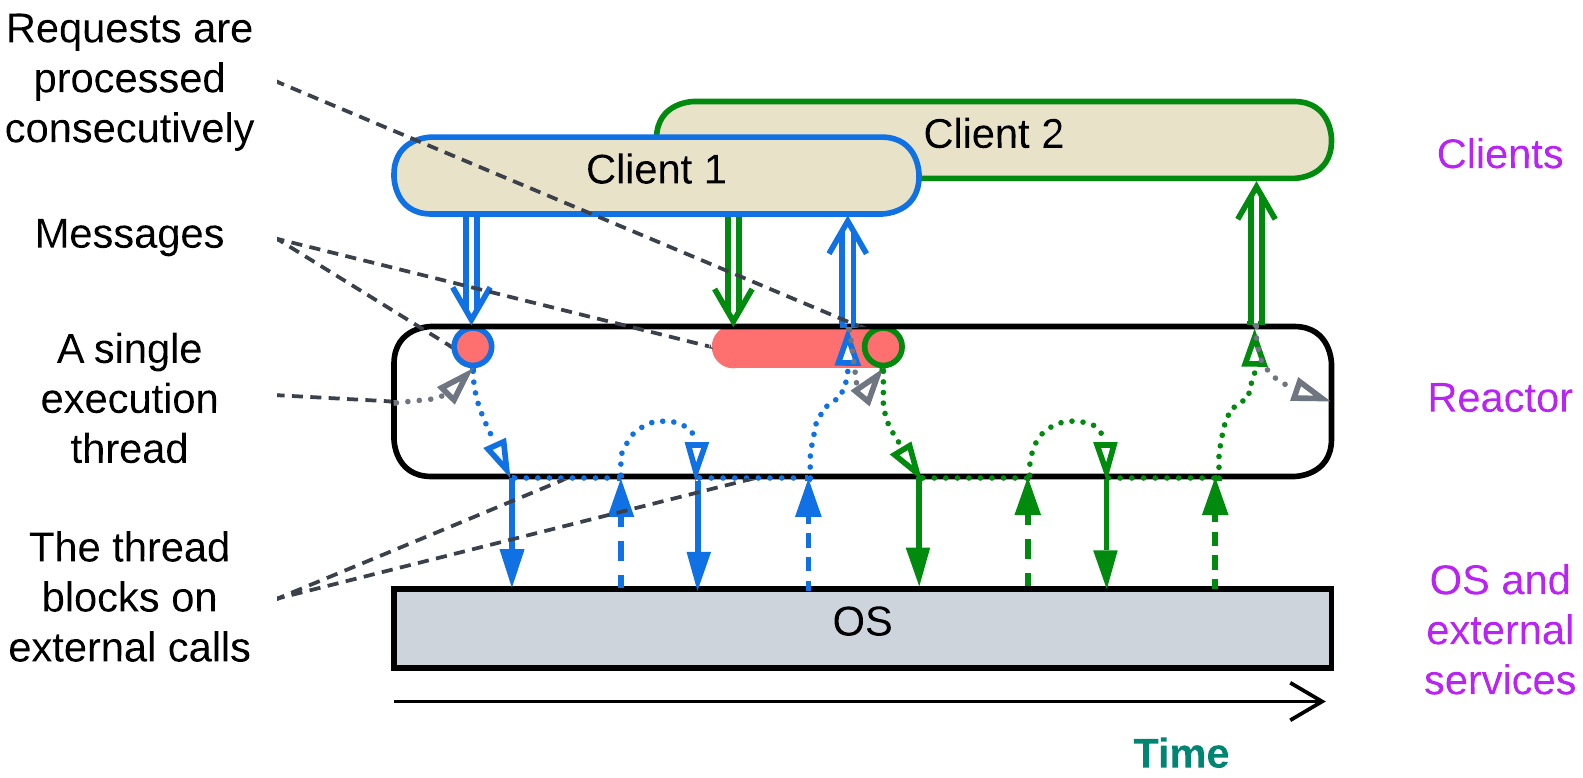 Requests are
processed
consecutively
Client 2
Client 1
Clients
Messages
A single
execution
thread
Reactor
The thread
blocks on
external calls
OS
OS and
external
services
Time